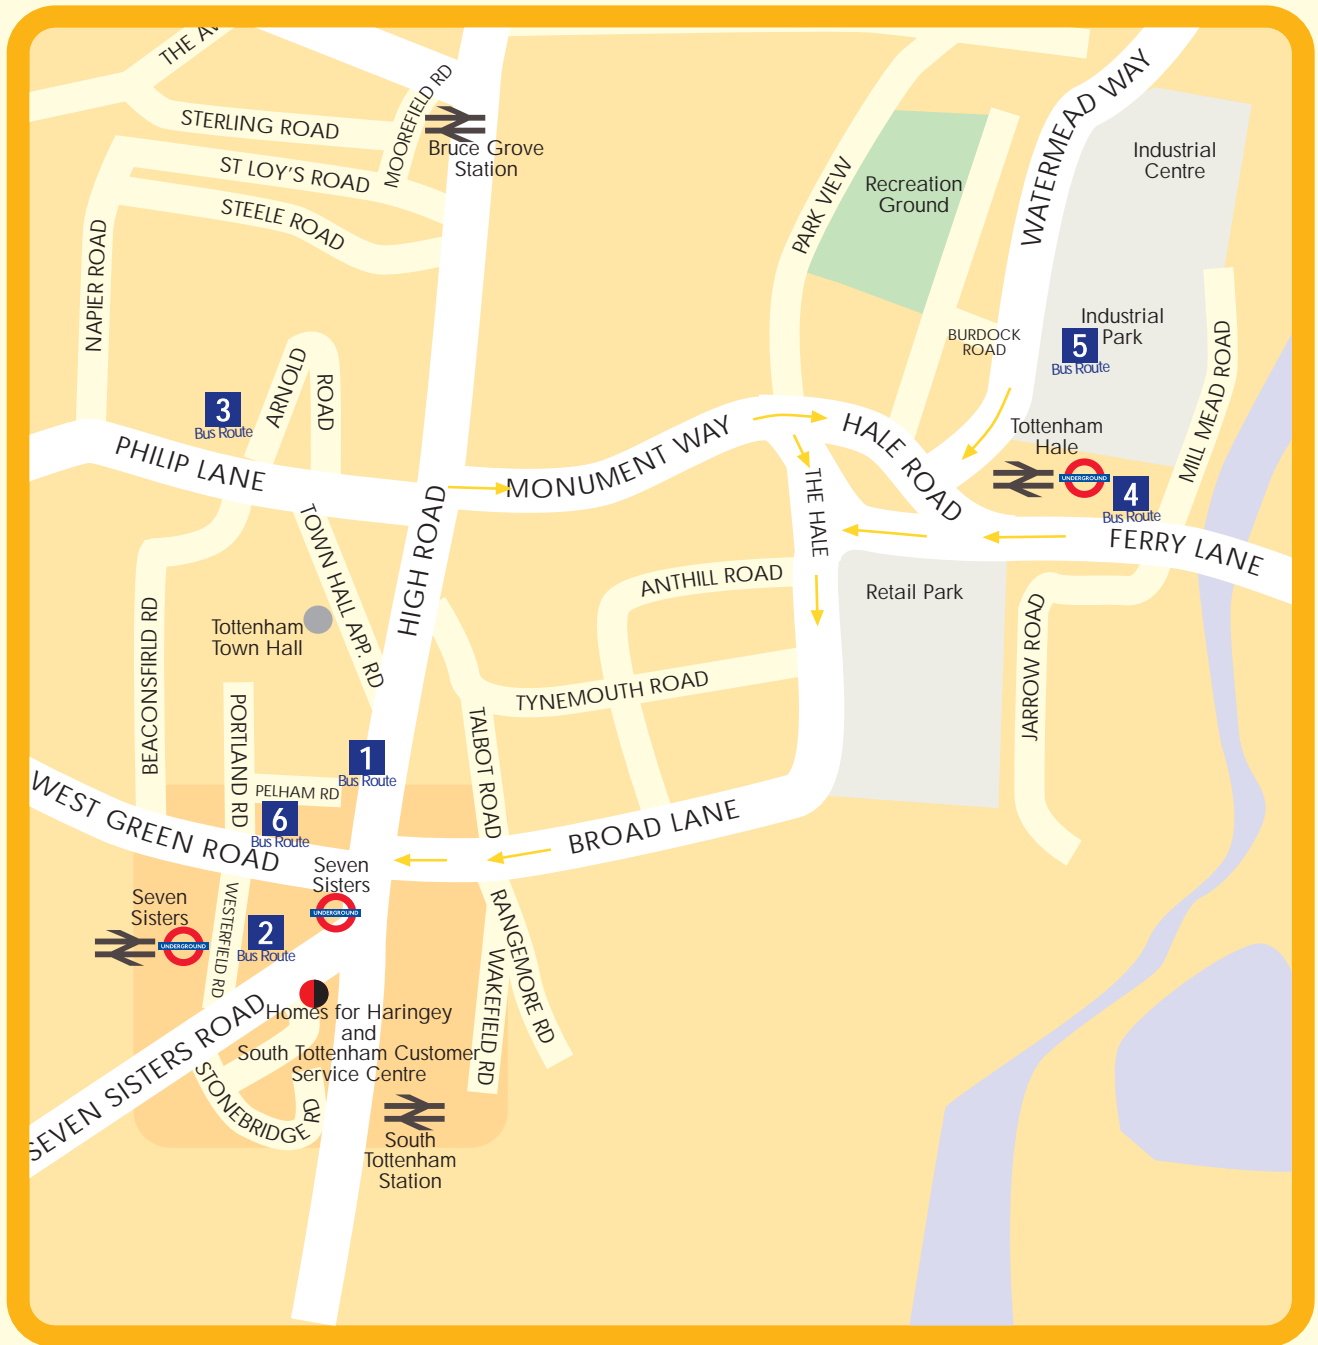 THE AV
STERLING ROAD
MOOREFIELD RD
Bruce Grove
Station
ST LOY'S ROAD
STEELE ROAD
NAPIER ROAD
PARK VIEW
Recreation
Ground
WATERMEAD WAY
Industrial
Centre
Industrial
Park
BURDOCK
ROAD
5
Bus Route
MILL MEAD ROAD
ARNOLD
ROAD
3
Bus Route
PHILIP LANE
MONUMENT WAY
HALE ROAD
Tottenham
Hale
UNDERGROUND
4
Bus Route
FERRY LANE
THE HALE
HIGH ROAD
TOWN HALL APP. RD
Tottenham
Town Hall
ANTHILL ROAD
Retail Park
JARROW ROAD
BEACONSFIRLD RD
TYNEMOUTH ROAD
PORTLAND RD
TALBOT ROAD
1
Bus Route
PELHAM RD
6
Bus Route
WEST GREEN ROAD
BROAD LANE
Seven
Sisters
UNDERGROUND
Seven
Sisters
UNDERGROUND
WESTERFIELD RD
2
Bus Route
RANGEMORE RD
WAKEFIELD RD
SEVEN SISTERS ROAD
Homes for Haringey
and
South Tottenham Customer
Service Centre
STONEBRIDGE
RD
South
Tottenham
Station